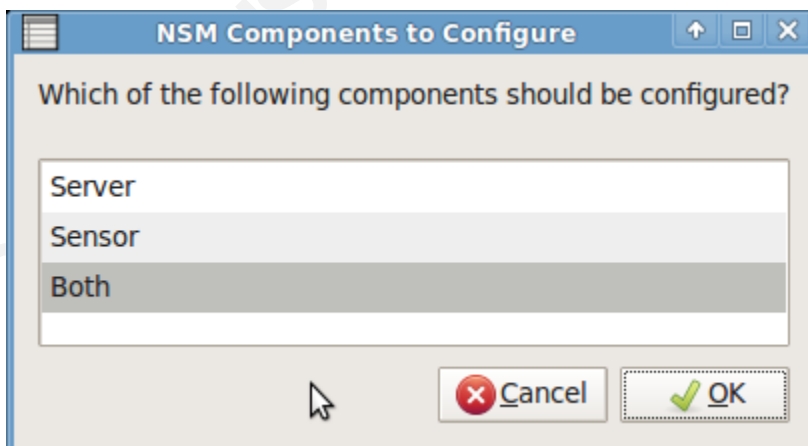 NSM Components to Configure
Which of the following components should be configured?
Server
Sensor
Both
Cancel
OK